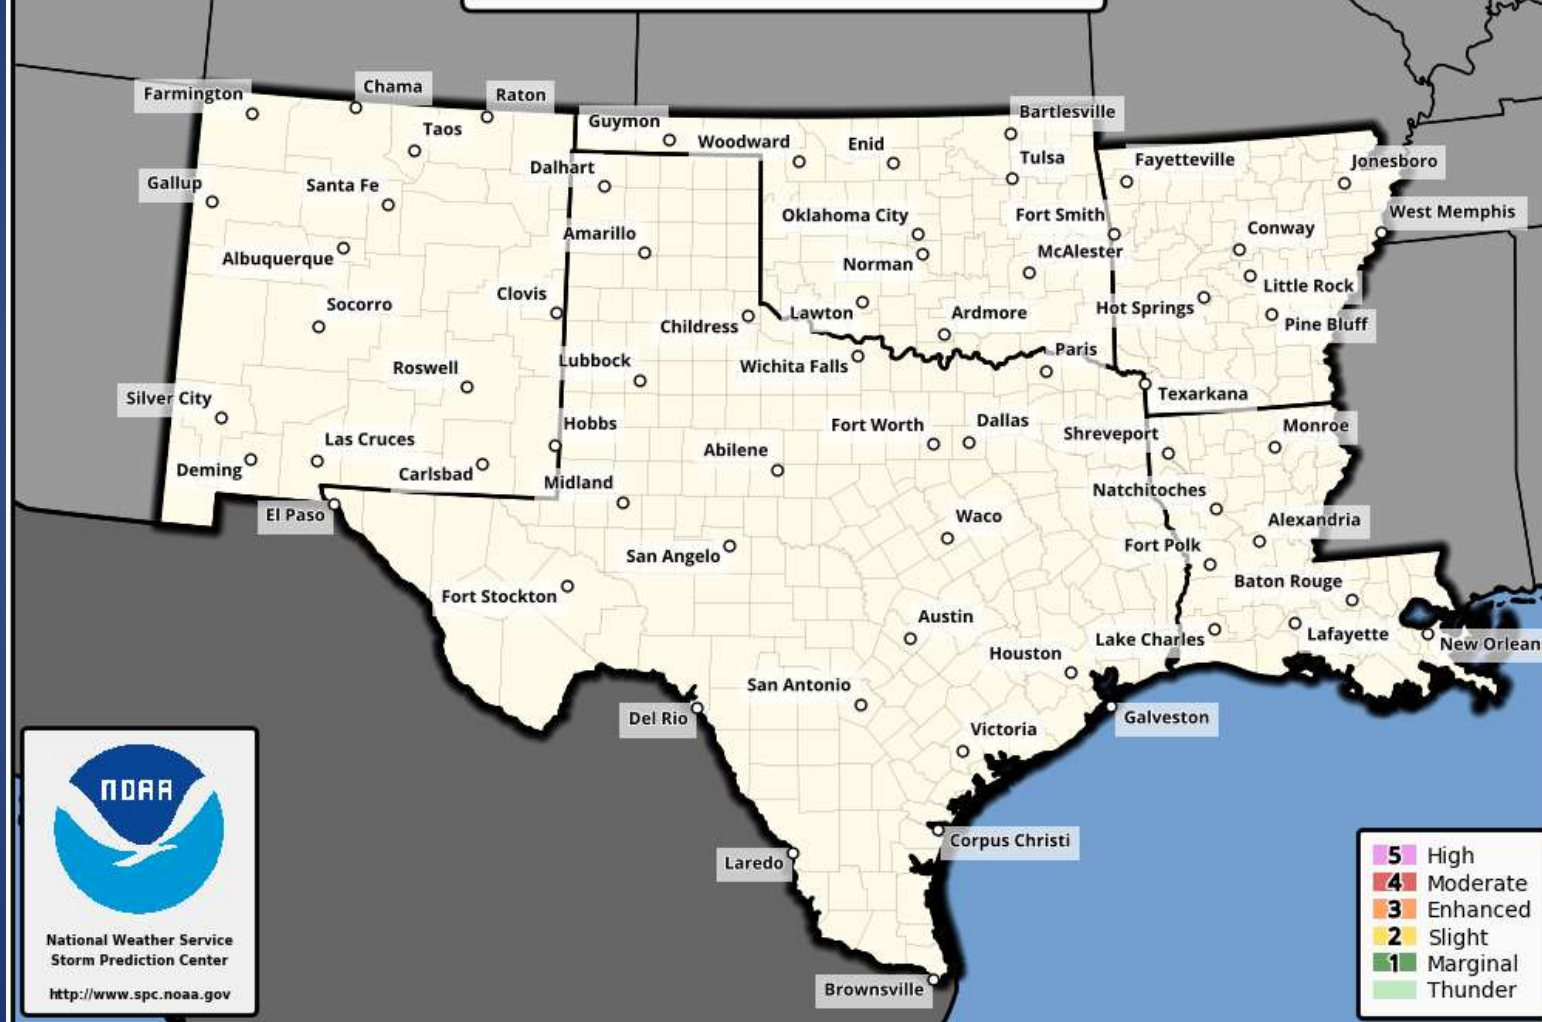 Farmington
Chama
Raton
Taos
Guymon
Woodward
Enid
Bartlesville
Tulsa
Fayetteville
Jonesboro
Gallup
Santa Fe
Dalhart
Oklahoma City
Fort Smith
West Memphis
Albuquerque
Amarillo
Norman
McAlester
Conway
Socorro
Clovis
Childress
Lawton
Ardmore
Hot Springs
Little Rock
Pine Bluff
Roswell
Lubbock
Wichita Falls
Paris
Texarkana
Silver City
Las Cruces
Hobbs
Abilene
Fort Worth
Dallas
Shreveport
Monroe
Deming
Carlsbad
Midland
Natchitoches
El Paso
San Angelo
Waco
Fort Polk
Alexandria
Fort Stockton
Baton Rouge
Austin
Houston
Lake Charles
Lafayette
New Orlean
San Antonio
Del Rio
Victoria
Galveston
Laredo
Corpus Christi
Brownsville
NOAA
National Weather Service
Storm Prediction Center
http://www.spc.noaa.gov
5 High
4 Moderate
3 Enhanced
2 Slight
1 Marginal
Thunder